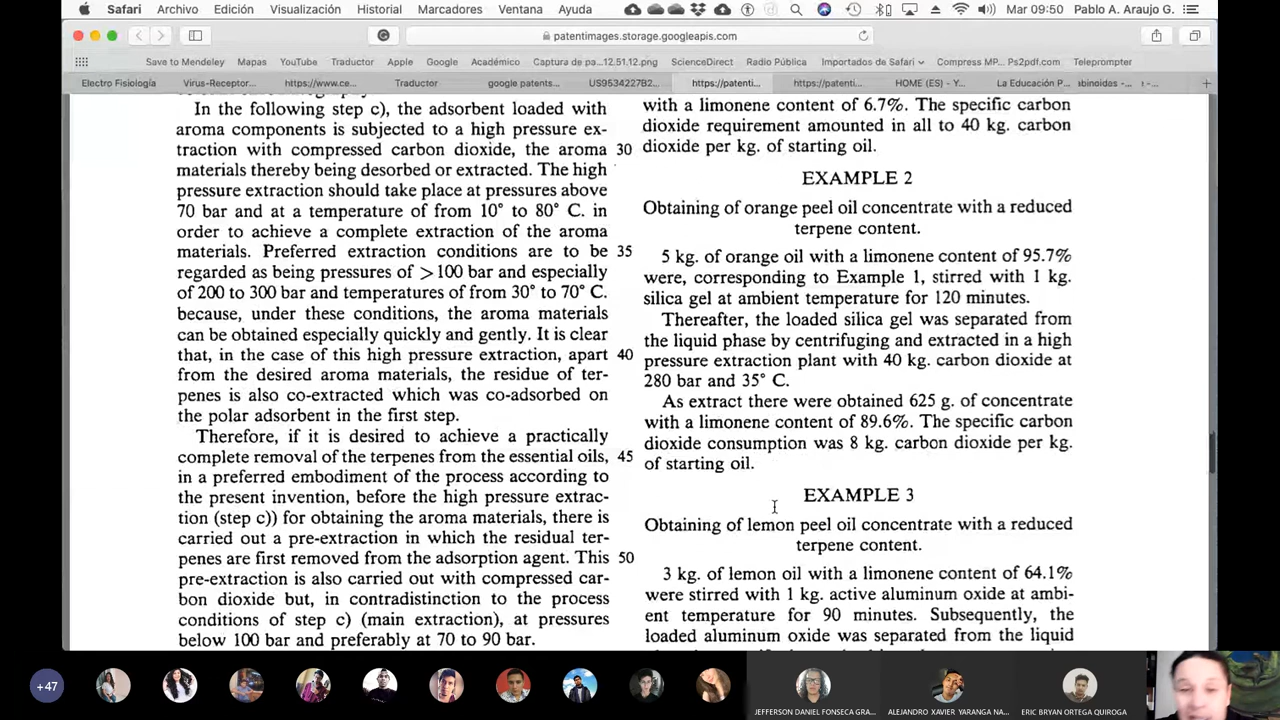 Safari Archivo Edición Visualización Historial Marcadores Ventana Ayuda Mar 09:50 Pablo A. Araujo G.
patentimages.storage.googleapis.com
Save to Mendeley Mapas YouTube Traductor Apple Google Académico Captura de pa...12.51.12.png ScienceDirect Radio Pública Importados de Safari Compress MP... Ps2pdf.com Teleprompter
Electro Fisiología Virus-Receptor... https://www.ce... Traductor google patents... US9534227B2... https://patenti... https://patenti... HOME (ES) - Y... La Educación P...
In the following step c), the adsorbent loaded with
aroma components is subjected to a high pressure ex-
traction with compressed carbon dioxide, the aroma
materials thereby being desorbed or extracted. The high
pressure extraction should take place at pressures above
70 bar and at a temperature of from 10° to 80° C. in
order to achieve a complete extraction of the aroma
materials. Preferred extraction conditions are to be
regarded as being pressures of >100 bar and especially
of 200 to 300 bar and temperatures of from 30° to 70° C.
because, under these conditions, the aroma materials
can be obtained especially quickly and gently. It is clear
that, in the case of this high pressure extraction, apart
from the desired aroma materials, the residue of ter-
penes is also co-extracted which was co-adsorbed on
the polar adsorbent in the first step.
Therefore, if it is desired to achieve a practically
complete removal of the terpenes from the essential oils,
in a preferred embodiment of the process according to
the present invention, before the high pressure extrac-
tion (step c)) for obtaining the aroma materials, there is
carried out a pre-extraction in which the residual ter-
penes are first removed from the adsorption agent. This
pre-extraction is also carried out with compressed car-
bon dioxide but, in contradistinction to the process
conditions of step c) (main extraction), at pressures
below 100 bar and preferably at 70 to 90 bar.
30
35
40
45
50
with a limonene content of 6.7%. The specific carbon
dioxide requirement amounted in all to 40 kg. carbon
dioxide per kg. of starting oil.
EXAMPLE 2
Obtaining of orange peel oil concentrate with a reduced
terpene content.
5 kg. of orange oil with a limonene content of 95.7%
were, corresponding to Example 1, stirred with 1 kg.
silica gel at ambient temperature for 120 minutes.
Thereafter, the loaded silica gel was separated from
the liquid phase by centrifuging and extracted in a high
pressure extraction plant with 40 kg. carbon dioxide at
280 bar and 35° C.
As extract there were obtained 625 g. of concentrate
with a limonene content of 89.6%. The specific carbon
dioxide consumption was 8 kg. carbon dioxide per kg.
of starting oil.
EXAMPLE 3
Obtaining of lemon peel oil concentrate with a reduced
terpene content.
3 kg. of lemon oil with a limonene content of 64.1%
were stirred with 1 kg. active aluminum oxide at ambi-
ent temperature for 90 minutes. Subsequently, the
loaded aluminum oxide was separated from the liquid
+47
JEFFERSON DANIEL FONSECA GRA...
ALEJANDRO XAVIER YARANGA NA...
ERIC BRYAN ORTEGA QUIROGA